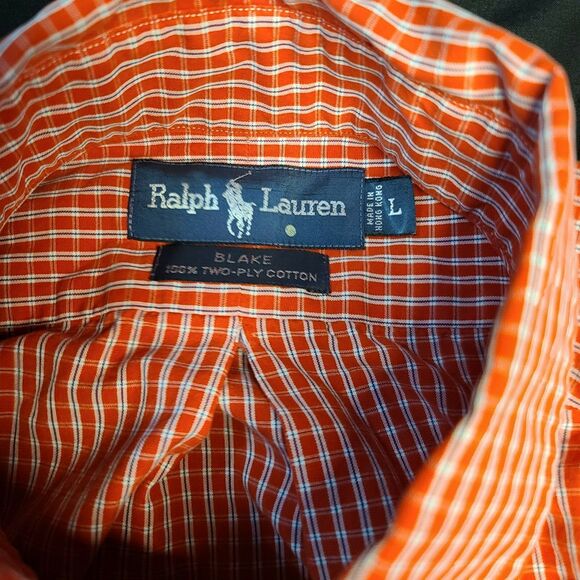 Ralph Lauren
MADE IN
HONG KONG
L
BLAKE
100% TWO-PLY COTTON